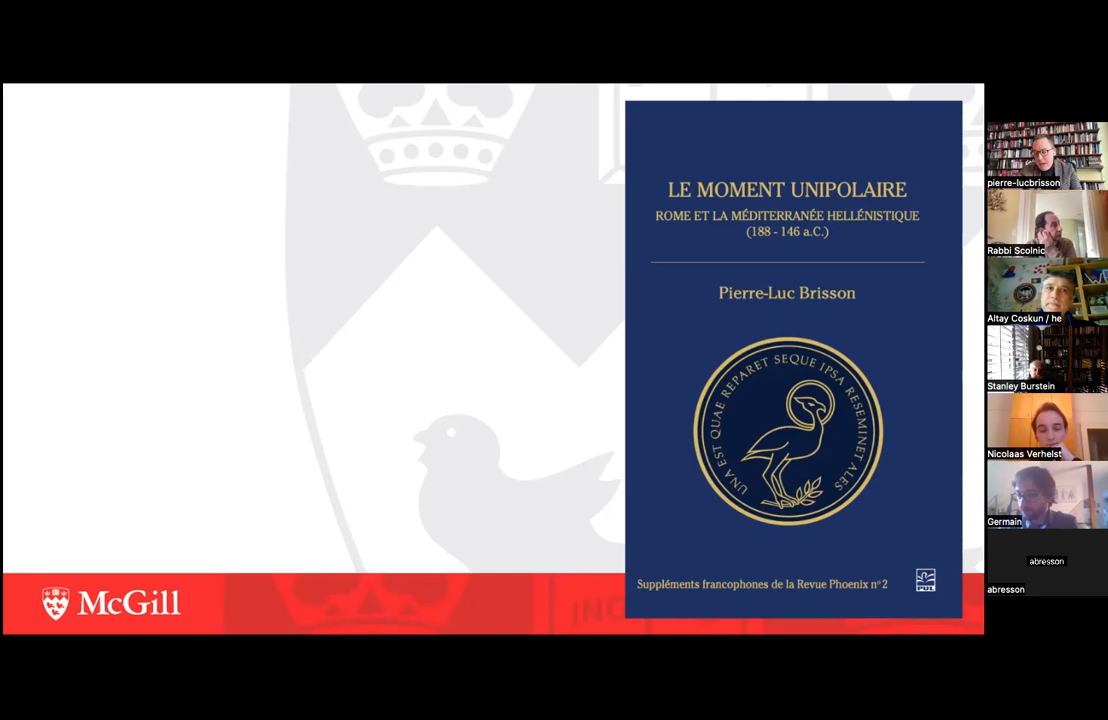 LE MOMENT UNIPOLAIRE
ROME ET LA MÉDITERRANÉE HELLÉNISTIQUE
(188 - 146 a.C.)
Pierre-Luc Brisson
UNA EST QUAE REPARET SEQUE IPSA RESEMINET ALES
Suppléments francophones de la Revue Phoenix nº 2
PUL
McGill
pierre-lucbrisson
Rabbi Scolnic
Altay Coskun / he
Stanley Burstein
Nicolaas Verhelst
Germain
abresson
abresson